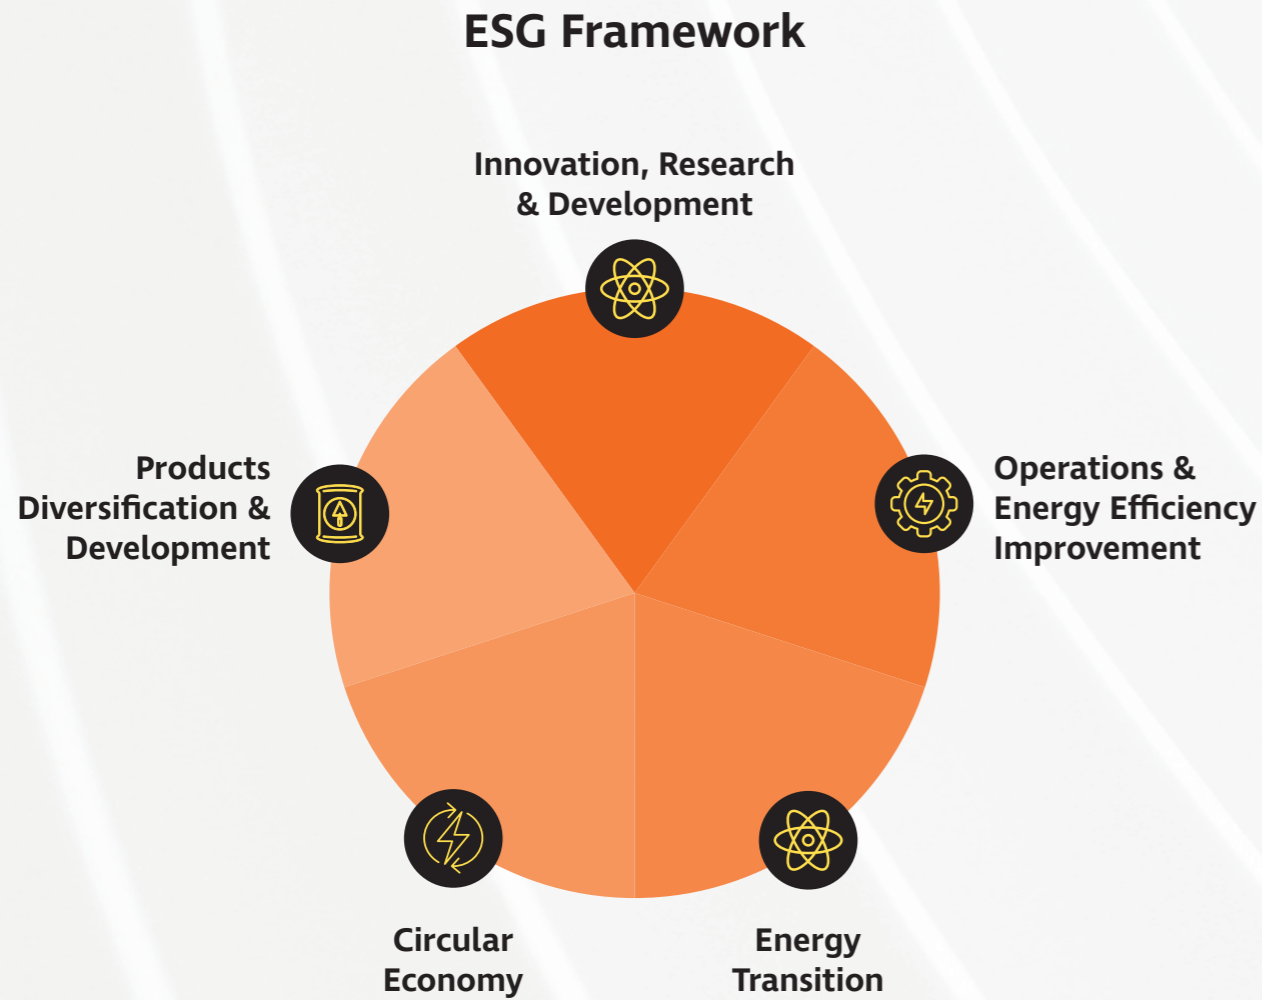 ESG Framework
Innovation, Research
& Development
Products
Diversification &
Development
Operations &
Energy Efficiency
Improvement
Circular
Economy
Energy
Transition